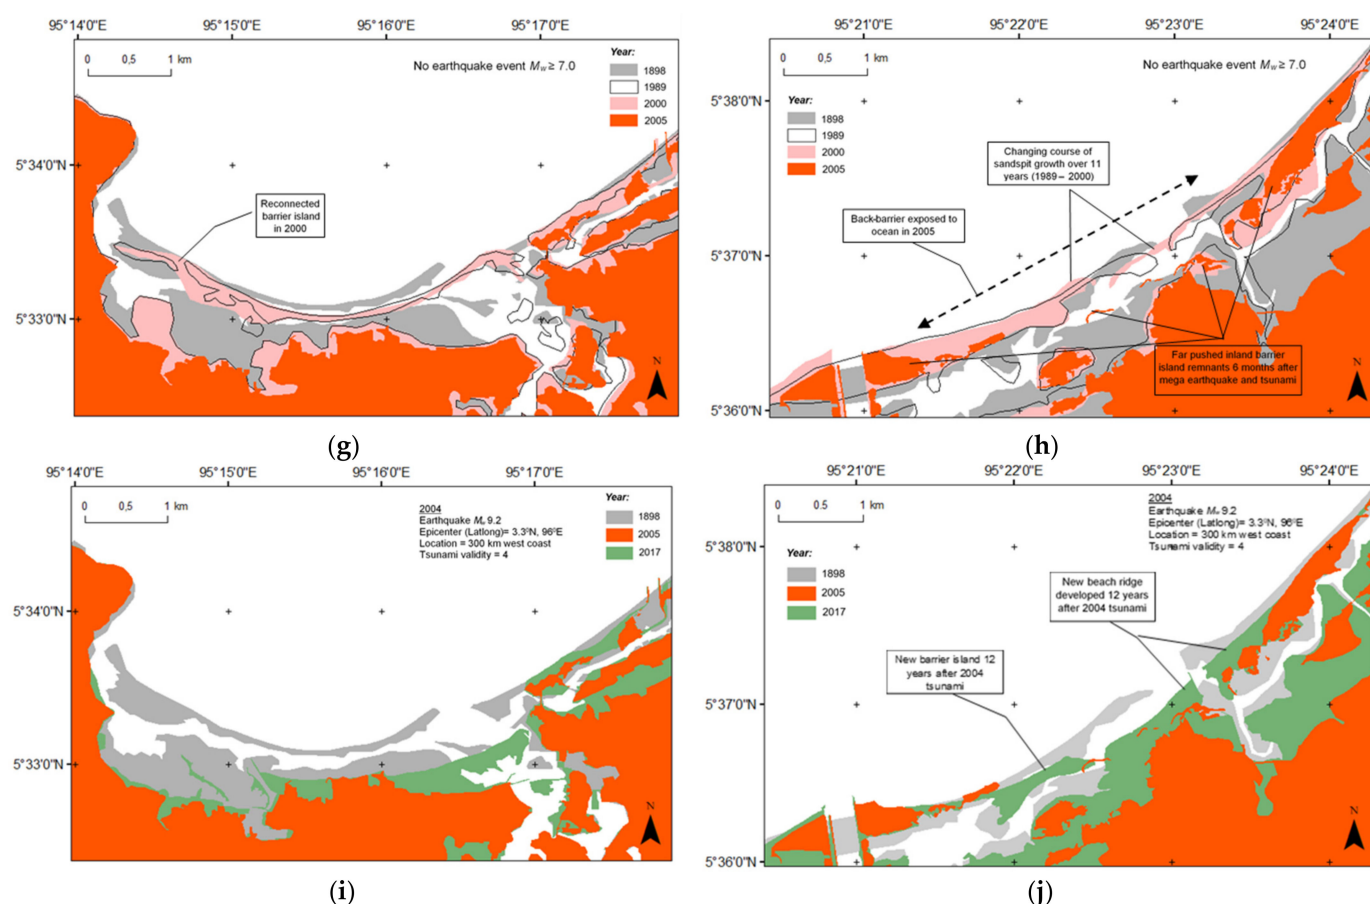 95°14'0"E 95°15'0"E 95°16'0"E 95°17'0"E
0 0,5 1 km
Year:
1898
1989
2000
2005
No earthquake event Mw ≥ 7.0
5°34'0"N
5°33'0"N
Reconnected
barrier island
in 2000
N
(g)
95°21'0"E 95°22'0"E 95°23'0"E 95°24'0"E
0 0,5 1 km
No earthquake event Mw ≥ 7.0
Year:
1898
1989
2000
2005
5°38'0"N
5°37'0"N
5°36'0"N
Changing course of
sandspit growth over 11
years (1989 – 2000)
Back-barrier exposed to
ocean in 2005
Far pushed inland barrier
island remnants 6 months after
mega earthquake and tsunami
N
(h)
95°14'0"E 95°15'0"E 95°16'0"E 95°17'0"E
0 0,5 1 km
2004
Earthquake Mw 9.2
Epicenter (Latlong)= 3.3°N, 96°E
Location = 300 km west coast
Tsunami validity = 4
Year:
1898
2005
2017
5°34'0"N
5°33'0"N
N
(i)
95°21'0"E 95°22'0"E 95°23'0"E 95°24'0"E
0 0.5 1 km
2004
Earthquake Mw 9.2
Epicenter (Latlong)= 3.3°N, 96°E
Location = 300 km west coast
Tsunami validity = 4
Year:
1898
2005
2017
5°38'0"N
5°37'0"N
5°36'0"N
New beach ridge
developed 12 years
after 2004 tsunami
New barrier island 12
years after 2004
tsunami
N
(j)